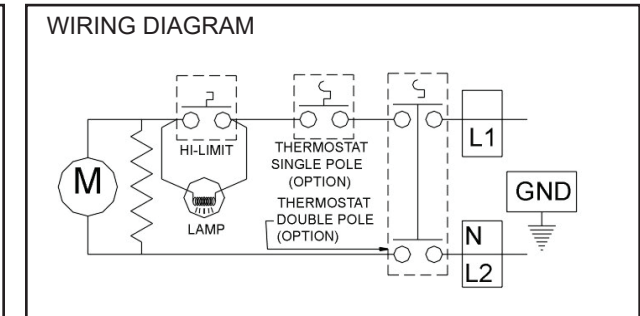 WIRING DIAGRAM
HI-LIMIT
THERMOSTAT
SINGLE POLE
(OPTION)
L1
M
LAMP
THERMOSTAT
DOUBLE POLE
(OPTION)
GND
N
L2